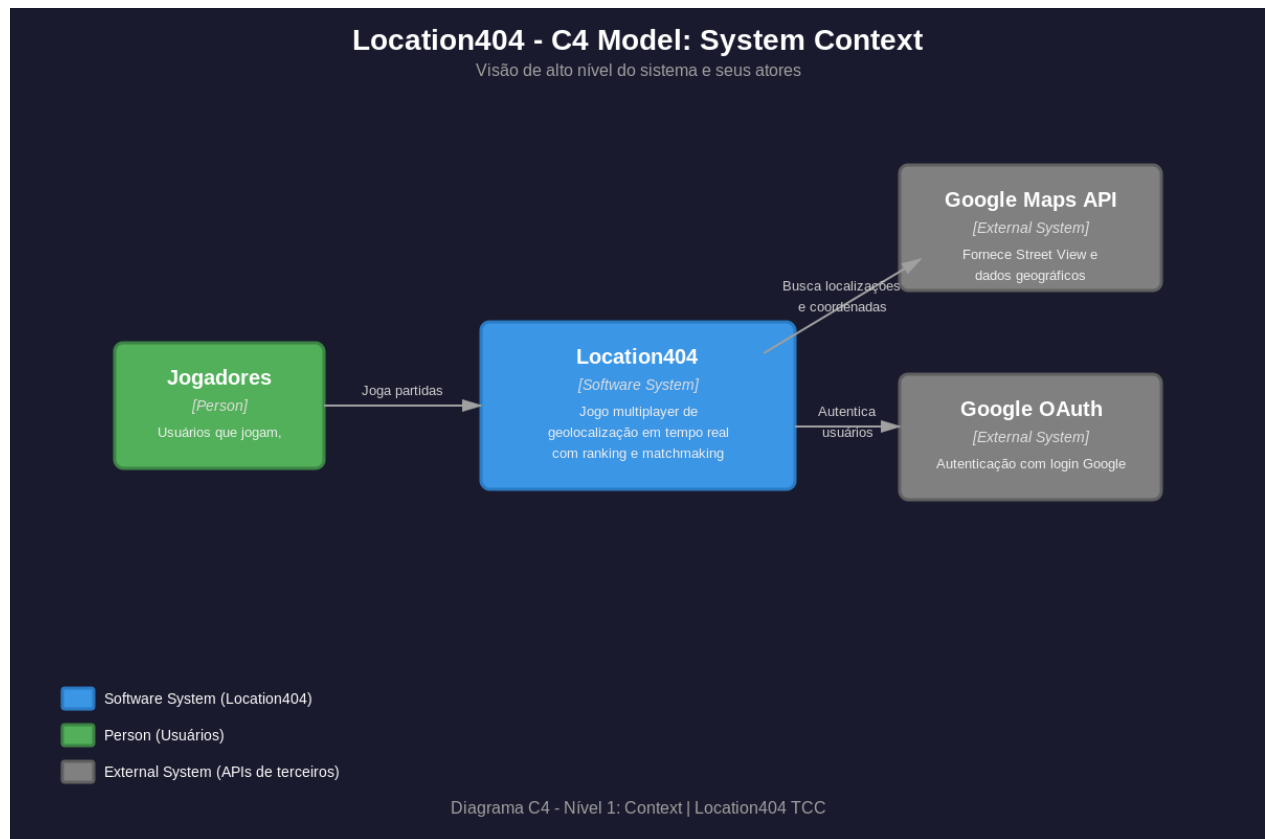 Location404 - C4 Model: System Context
Visão de alto nível do sistema e seus atores
Google Maps API
[External System]
Fornece Street View e
dados geográficos
Busca localizações
e coordenadas
Jogadores
[Person]
Usuários que jogam,
Joga partidas
Location404
[Software System]
Jogo multiplayer de
geolocalização em tempo real
com ranking e matchmaking
Autentica
usuários
Google OAuth
[External System]
Autenticação com login Google
Software System (Location404)
Person (Usuários)
External System (APIs de terceiros)
Diagrama C4 - Nível 1: Context | Location404 TCC